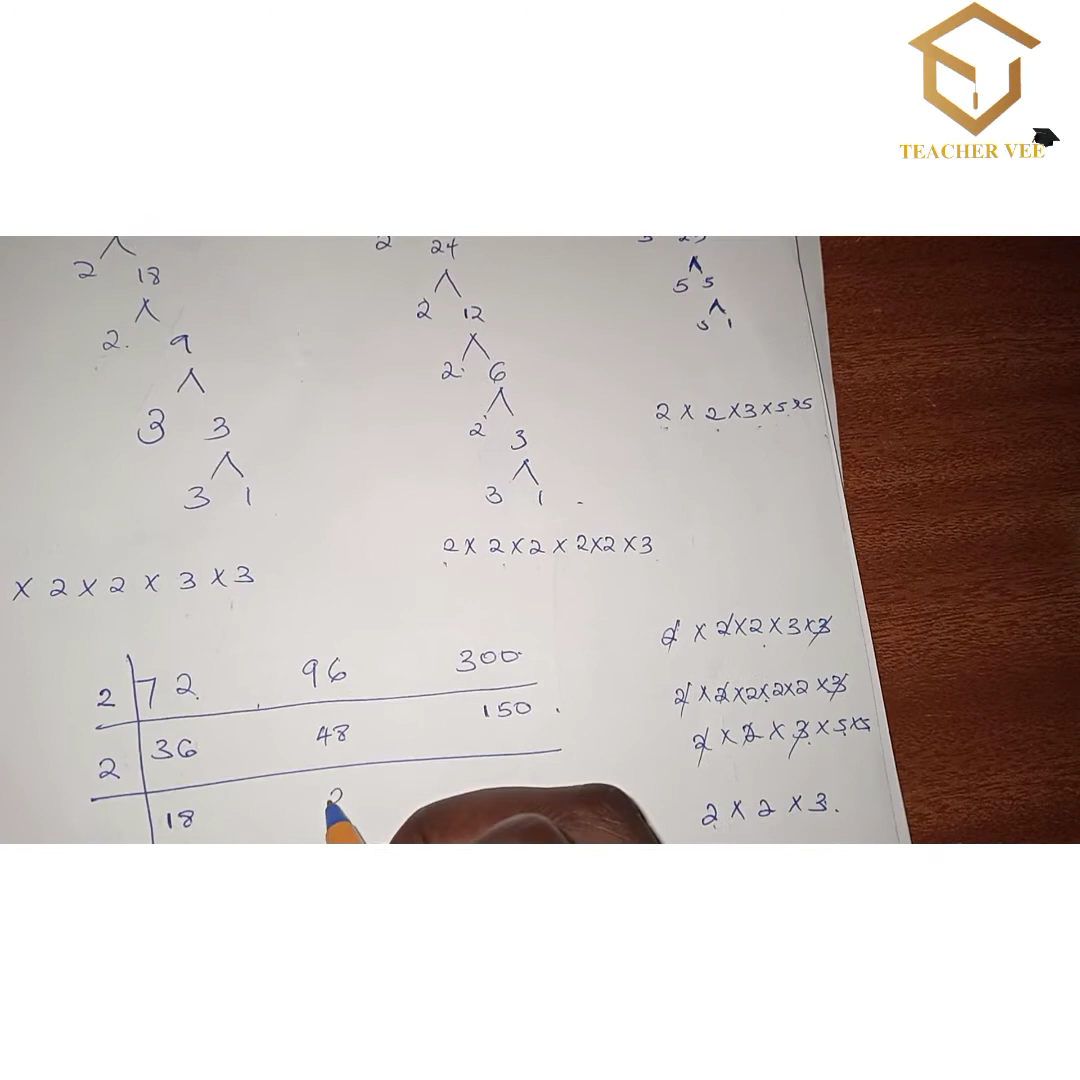 TEACHER VEE
2 24
2 18
5 5
2 12
5 1
2. 9
2. 6
3 3
2 × 2 × 3 × 5 × 5
2 3
3 1
3 1
2 × 2 × 2 × 2 × 2 × 3
× 2 × 2 × 3 × 3
2 × 2 × 2 × 3 × 3
2 72 96 300
2 × 2 × 2 × 2 × 2 × 3
2 36 48 150
2 × 2 × 3 × 5 × 5
18 2
2 × 2 × 3.